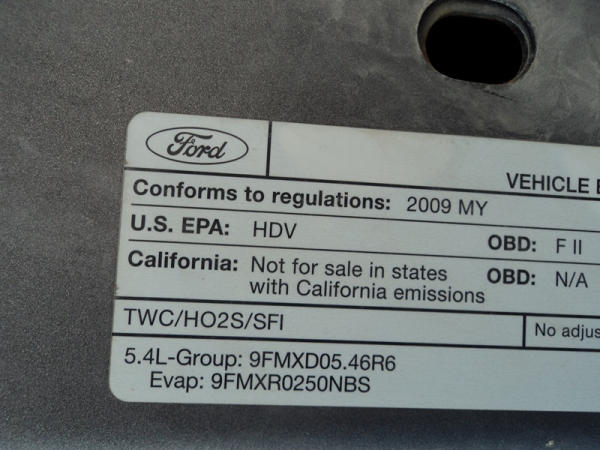 Ford
VEHICLE
Conforms to regulations: 2009 MY
U.S. EPA: HDV OBD: F II
California: Not for sale in states OBD: N/A
with California emissions
TWC/HO2S/SFI No adjus
5.4L-Group: 9FMXD05.46R6
Evap: 9FMXR0250NBS